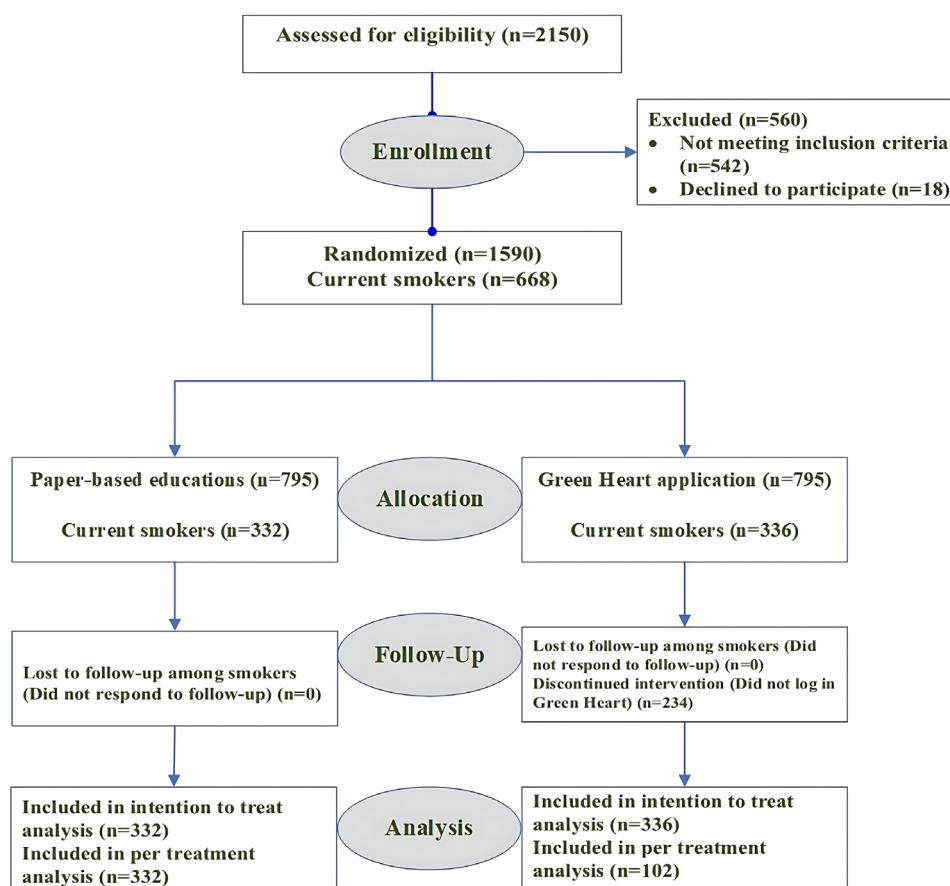 Assessed for eligibility (n=2150)
Enrollment
Excluded (n=560)
• Not meeting inclusion criteria
(n=542)
• Declined to participate (n=18)
Randomized (n=1590)
Current smokers (n=668)
Paper-based educations (n=795)
Current smokers (n=332)
Allocation
Green Heart application (n=795)
Current smokers (n=336)
Lost to follow-up among smokers
(Did not respond to follow-up) (n=0)
Follow-Up
Lost to follow-up among smokers (Did
not respond to follow-up) (n=0)
Discontinued intervention (Did not log in
Green Heart) (n=234)
Included in intention to treat
analysis (n=332)
Included in per treatment
analysis (n=332)
Analysis
Included in intention to treat
analysis (n=336)
Included in per treatment
analysis (n=102)